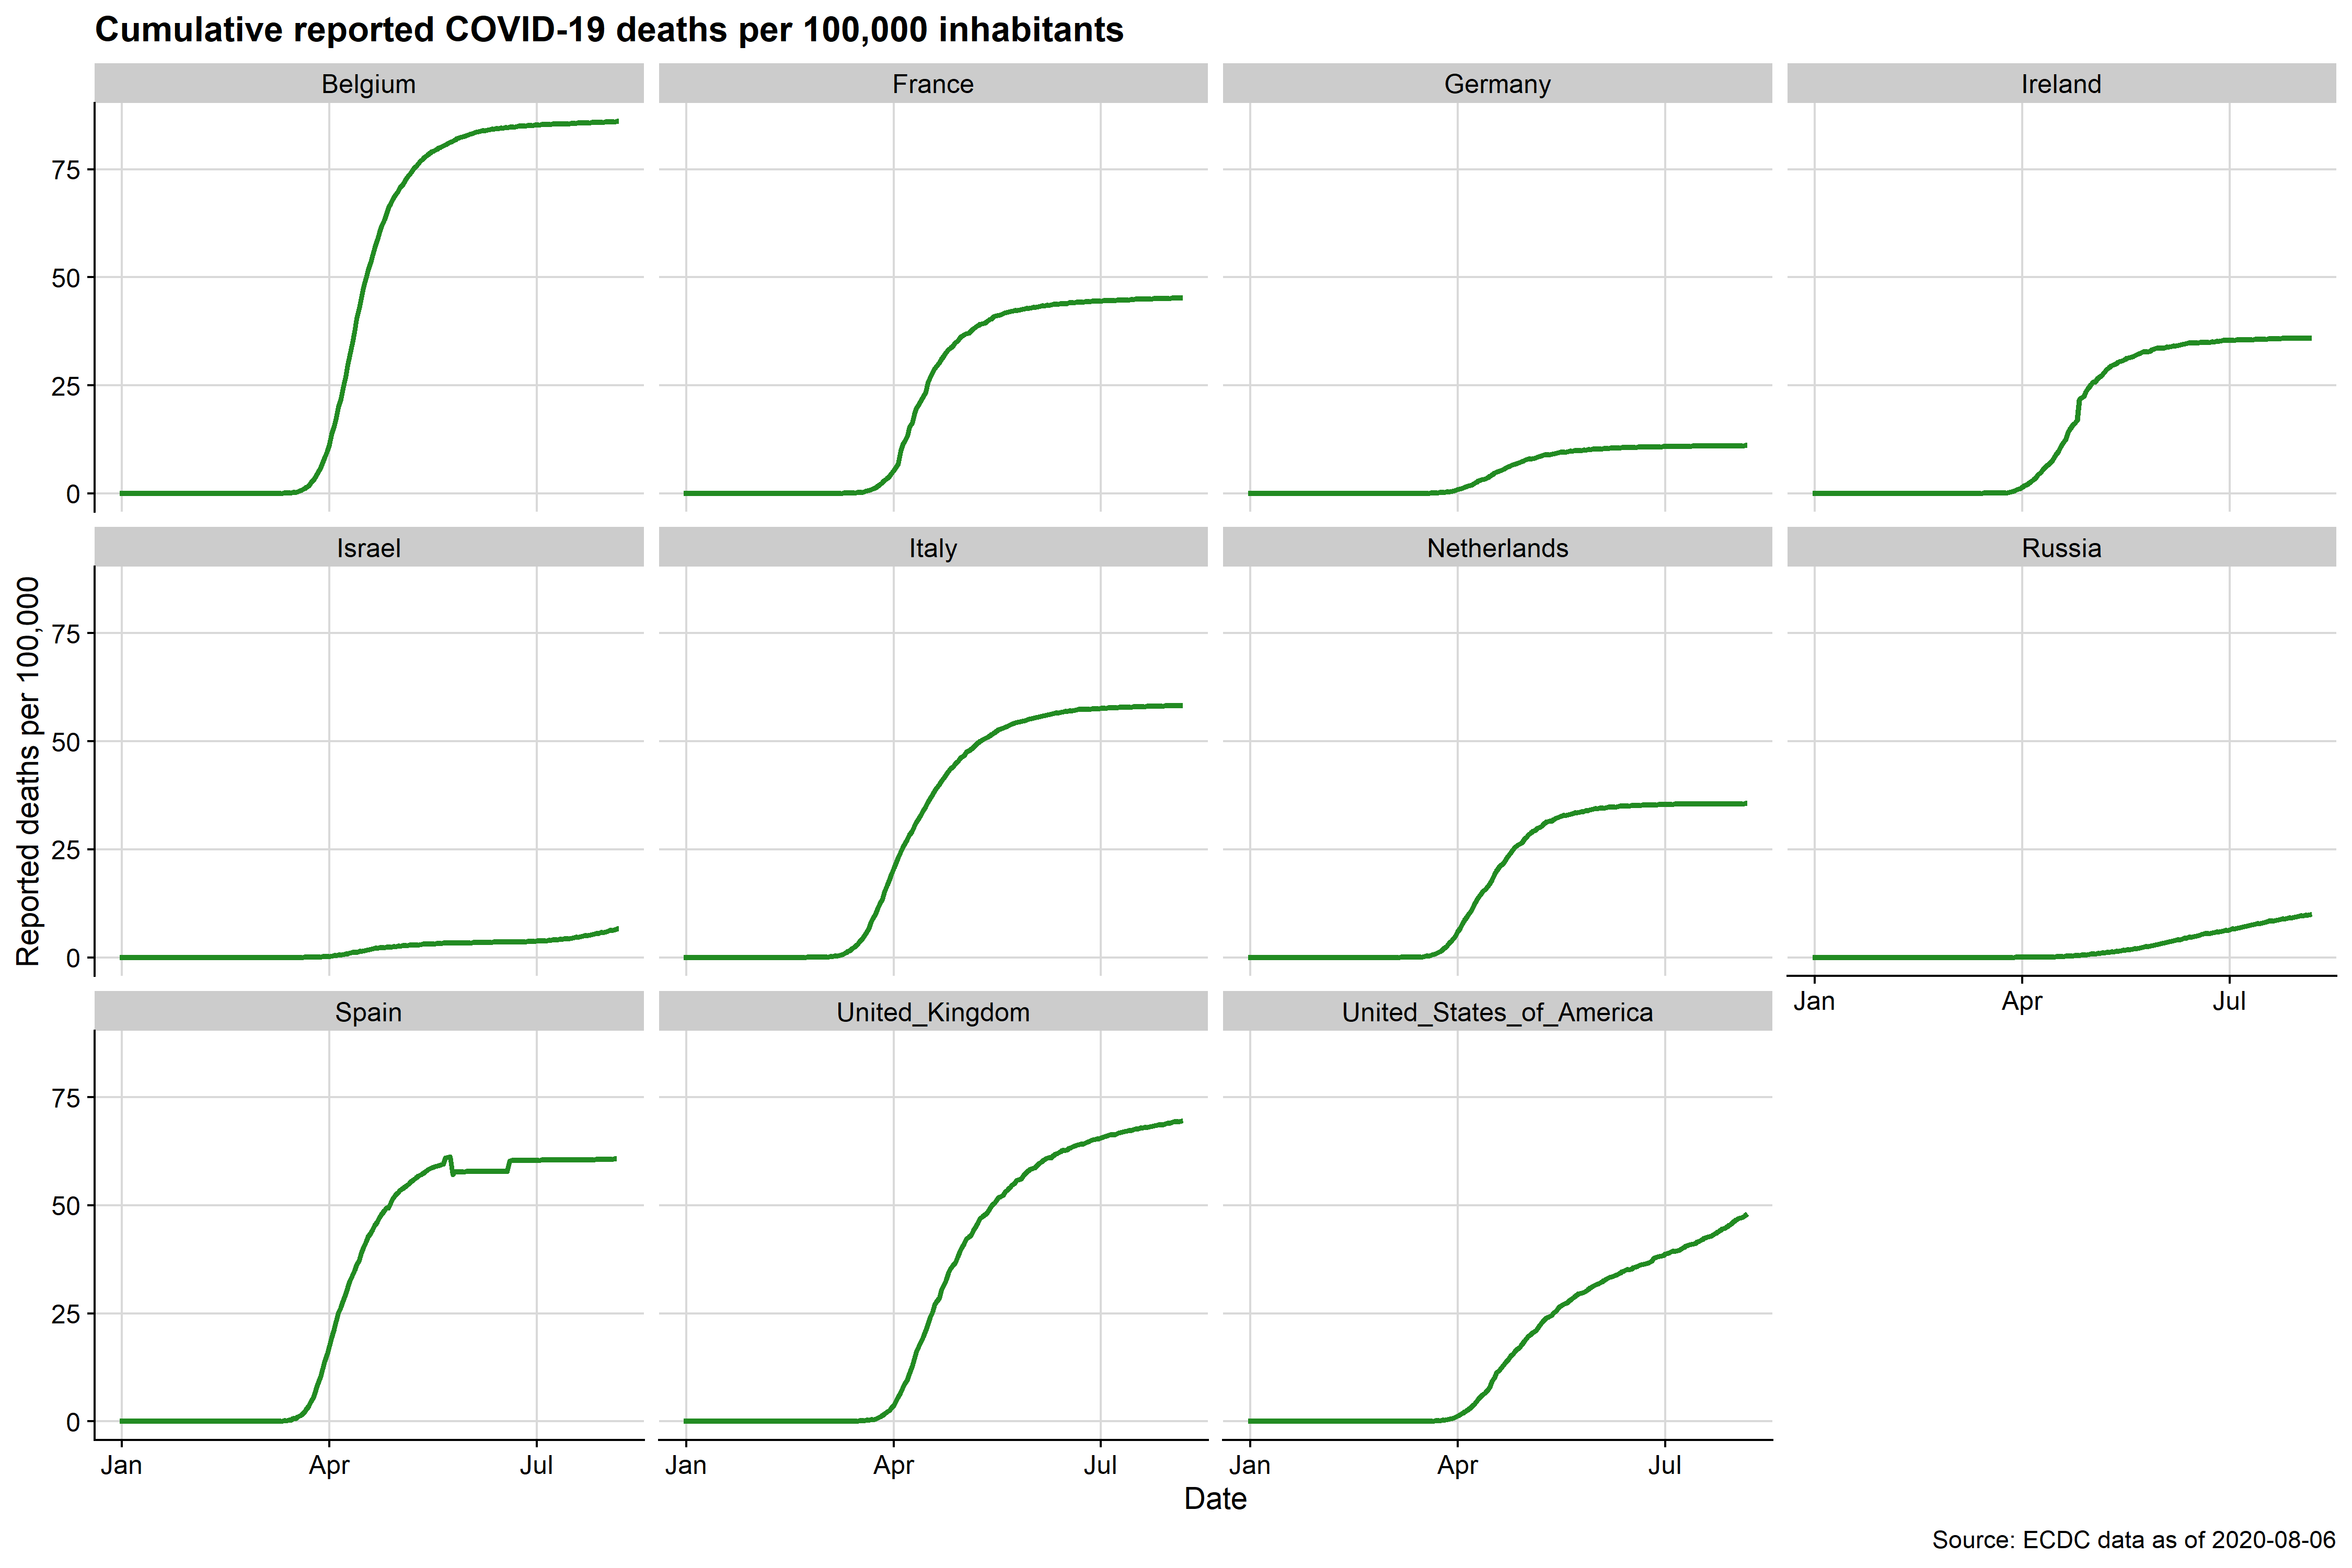 Cumulative reported COVID-19 deaths per 100,000 inhabitants
Belgium
France
Germany
Ireland
75
50
25
0
Israel
Italy
Netherlands
Russia
Reported deaths per 100,000
75
50
25
0
Jan
Apr
Jul
Spain
United_Kingdom
United_States_of_America
75
50
25
0
Jan
Apr
Jul
Jan
Apr
Jul
Jan
Apr
Jul
Date
Source: ECDC data as of 2020-08-06